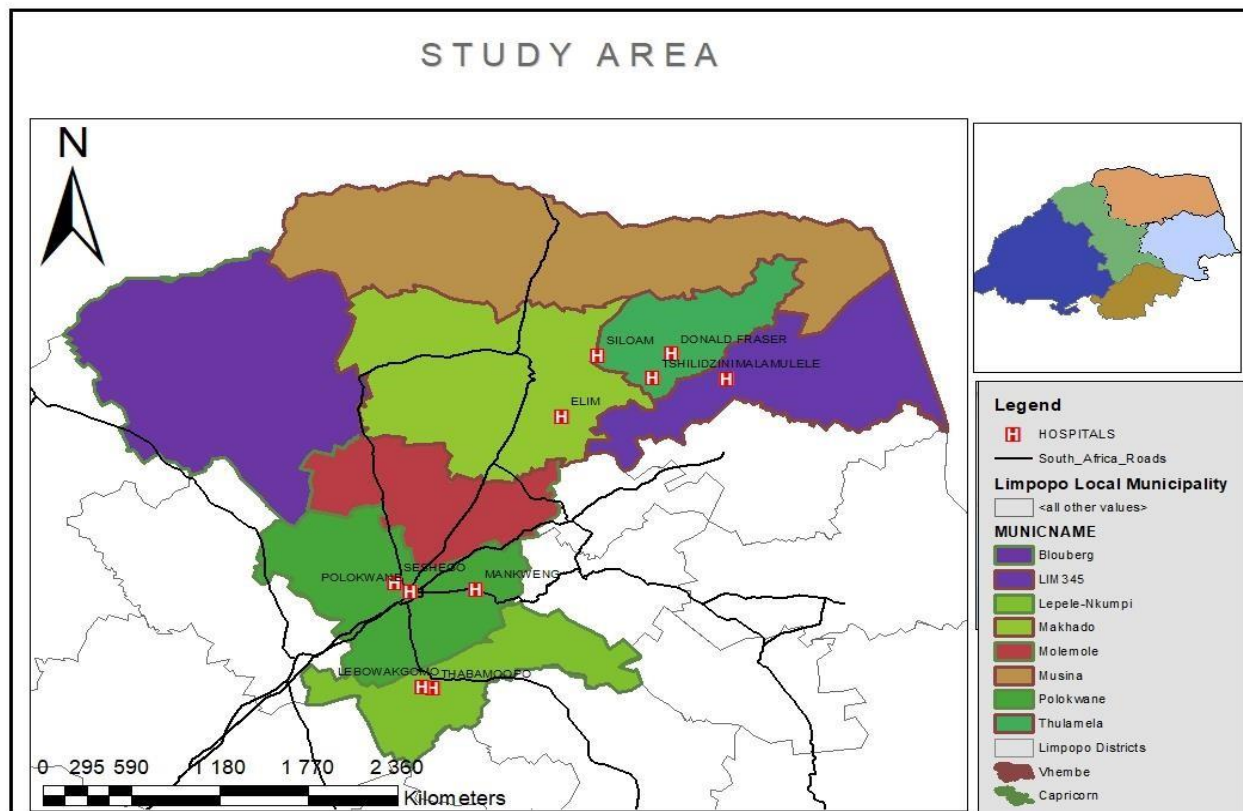 STUDY AREA
N
SILOAM
DONALD FRASER
TSHILIDZINI
MALAMULELE
ELIM
SESHEGO
POLOKWANE
MANKWENG
LEBOWAKGOMO
THABAMOOPO
0 295 590 1 180 1 770 2 360
Kilometers
Legend
H HOSPITALS
South_Africa_Roads
Limpopo Local Municipality
<all other values>
MUNICNAME
Blouberg
LIM345
Lepele-Nkumpi
Makhado
Molemole
Musina
Polokwane
Thulamela
Limpopo Districts
Vhembe
Capricorn